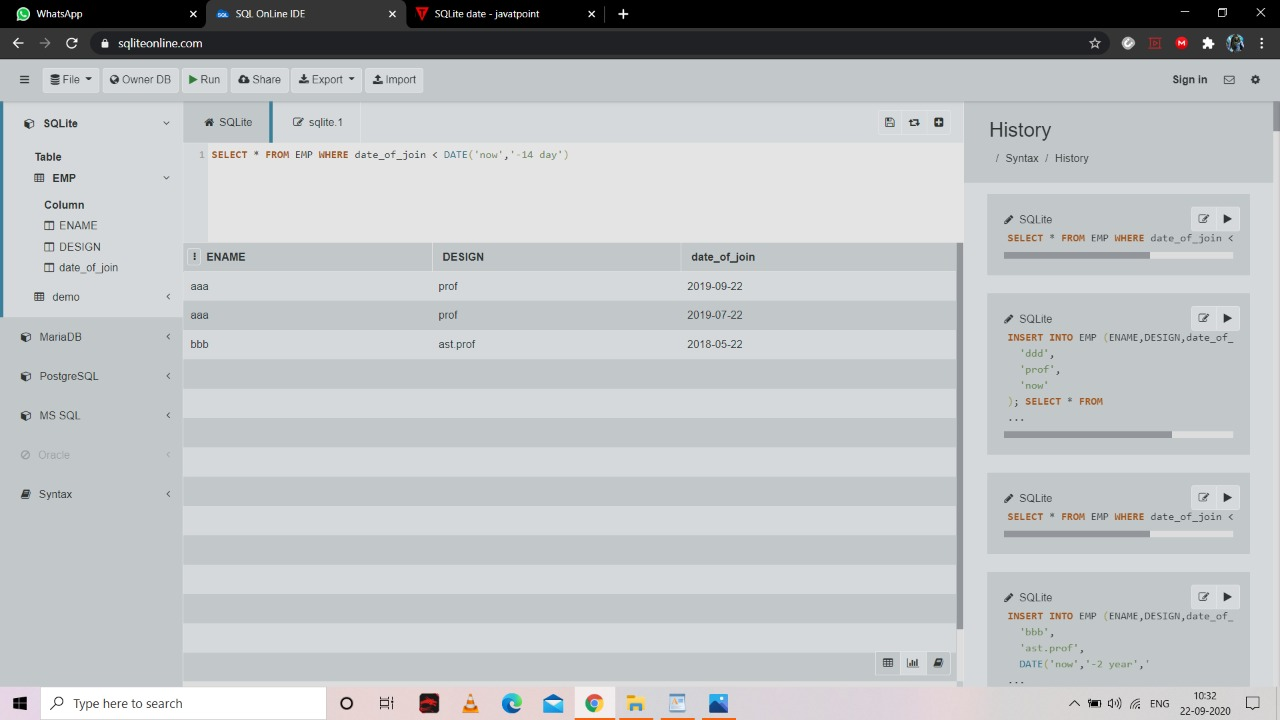 WhatsApp
SQL OnLine IDE
SQLite date - javatpoint
sqliteonline.com
File
Owner DB
Run
Share
Export
Import
Sign in
SQLite
Table
EMP
Column
ENAME
DESIGN
date_of_join
demo
MariaDB
PostgreSQL
MS SQL
Oracle
Syntax
SQLite
sqlite.1
1 SELECT * FROM EMP WHERE date_of_join < DATE('now','-14 day')
ENAME DESIGN date_of_join
aaa prof 2019-09-22
aaa prof 2019-07-22
bbb ast.prof 2018-05-22
History
/ Syntax / History
SQLite
SELECT * FROM EMP WHERE date_of_join <
SQLite
INSERT INTO EMP (ENAME,DESIGN,date_of_
'ddd',
'prof',
'now'
); SELECT * FROM
...
SQLite
SELECT * FROM EMP WHERE date_of_join <
SQLite
INSERT INTO EMP (ENAME,DESIGN,date_of_
'bbb',
'ast.prof',
DATE('now','-2 year','
...
Type here to search
ENG
10:32
22-09-2020